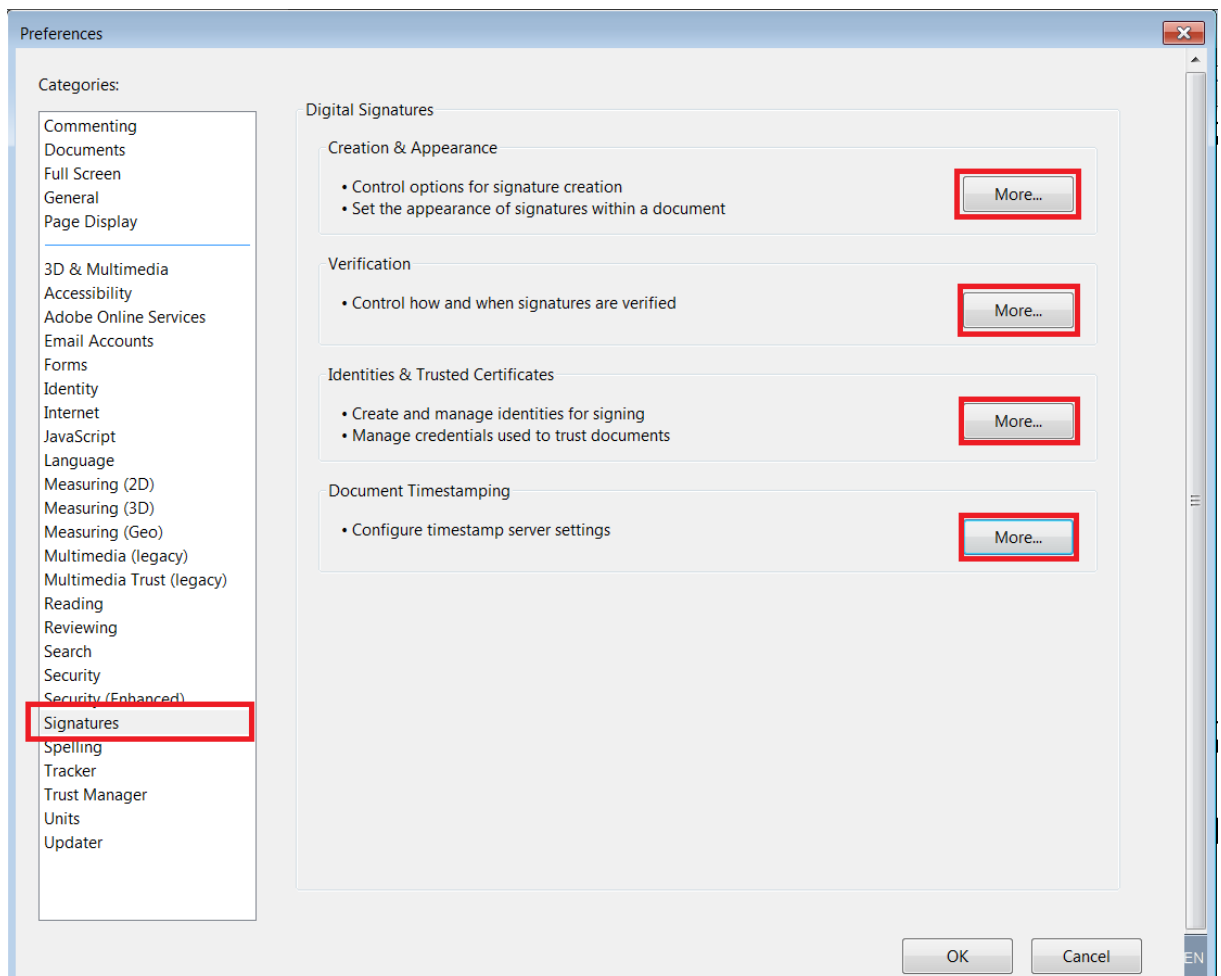 Preferences
Categories:
Commenting
Documents
Full Screen
General
Page Display
3D & Multimedia
Accessibility
Adobe Online Services
Email Accounts
Forms
Identity
Internet
JavaScript
Language
Measuring (2D)
Measuring (3D)
Measuring (Geo)
Multimedia (legacy)
Multimedia Trust (legacy)
Reading
Reviewing
Search
Security
Security (Enhanced)
Signatures
Spelling
Tracker
Trust Manager
Units
Updater
Digital Signatures
Creation & Appearance
• Control options for signature creation
• Set the appearance of signatures within a document
More...
Verification
• Control how and when signatures are verified
More...
Identities & Trusted Certificates
• Create and manage identities for signing
• Manage credentials used to trust documents
More...
Document Timestamping
• Configure timestamp server settings
More...
OK
Cancel
EN